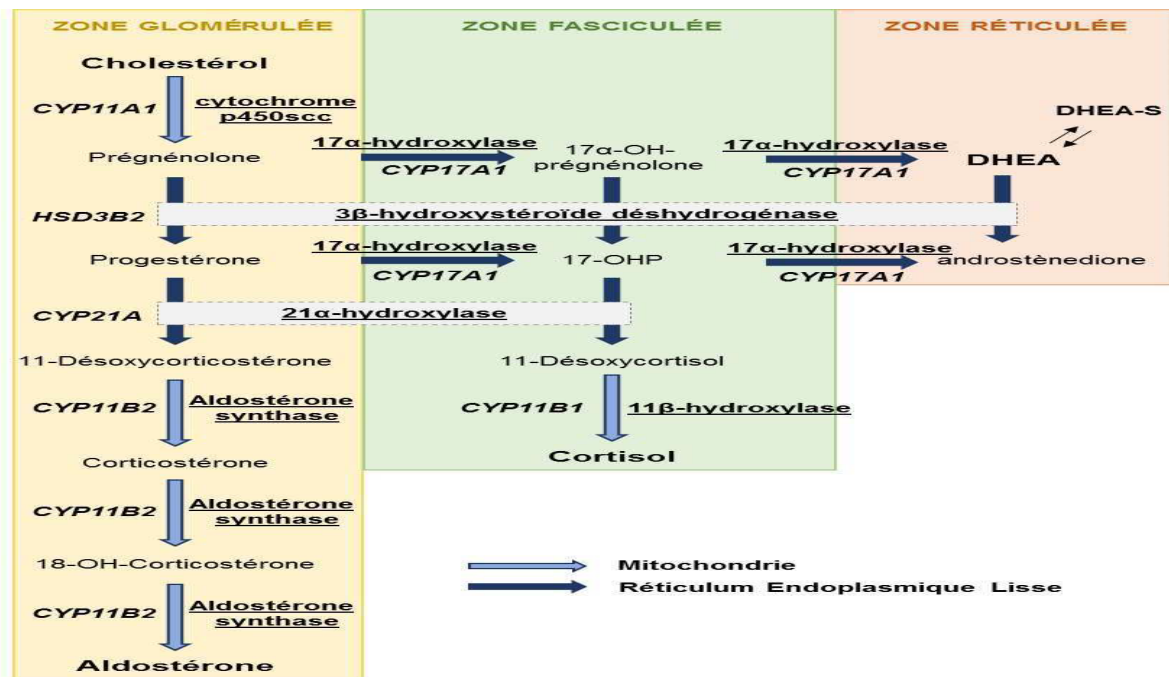 ZONE GLOMÉRULÉE
ZONE FASCICULÉE
ZONE RÉTICULÉE
Cholestérol
CYP11A1
cytochrome
p450scc
DHEA-S
Prégnénolone
17α-hydroxylase
CYP17A1
17α-OH-
prégnénolone
17α-hydroxylase
CYP17A1
DHEA
HSD3B2
3β-hydroxystéroïde déshydrogénase
Progestérone
17α-hydroxylase
CYP17A1
17-OHP
17α-hydroxylase
CYP17A1
androstènedione
CYP21A
21α-hydroxylase
11-Désoxycorticostérone
11-Désoxycortisol
CYP11B2
Aldostérone
synthase
CYP11B1
11β-hydroxylase
Corticostérone
Cortisol
CYP11B2
Aldostérone
synthase
18-OH-Corticostérone
Mitochondrie
Réticulum Endoplasmique Lisse
CYP11B2
Aldostérone
synthase
Aldostérone